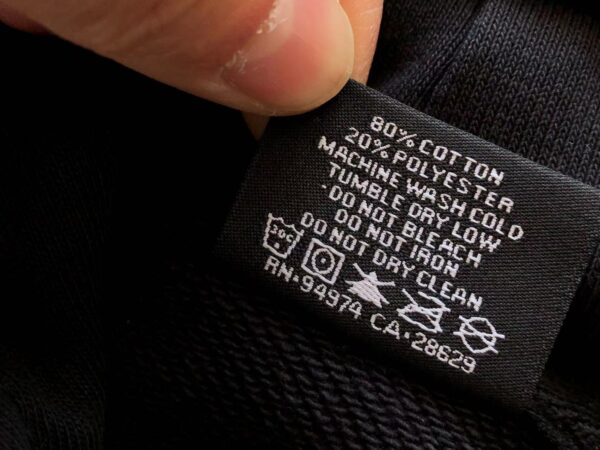 80% COTTON
20% POLYESTER
MACHINE WASH COLD
TUMBLE DRY LOW
DO NOT BLEACH
DO NOT IRON
DO NOT DRY CLEAN
30C
RN•94974 CA•28629